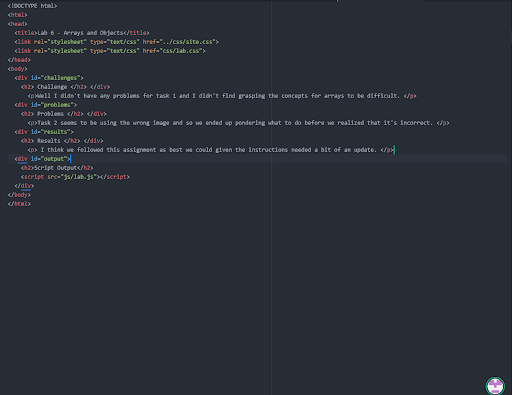 <!DOCTYPE html>
<html>
<head>
<title>Lab 6 - Arrays and Objects</title>
<link rel="stylesheet" type="text/css" href="../css/site.css">
<link rel="stylesheet" type="text/css" href="css/lab.css">
</head>
<body>
<div id="challenges">
<h2> Challenge </h2> </div>
<p>Well I didn't have any problems for task 1 and I didn't find grasping the concepts for arrays to be difficult. </p>
<div id="problems">
<h2> Problems </h2> </div>
<p>Task 2 seems to be using the wrong image and so we ended up pondering what to do before we realized that it's incorrect. </p>
<div id="results">
<h2> Results </h2> </div>
<p> I think we followed this assignment as best we could given the instructions needed a bit of an update. </p>
<div id="output">
<h2>Script Output</h2>
<script src="js/lab.js"></script>
</div>
</body>
</html>